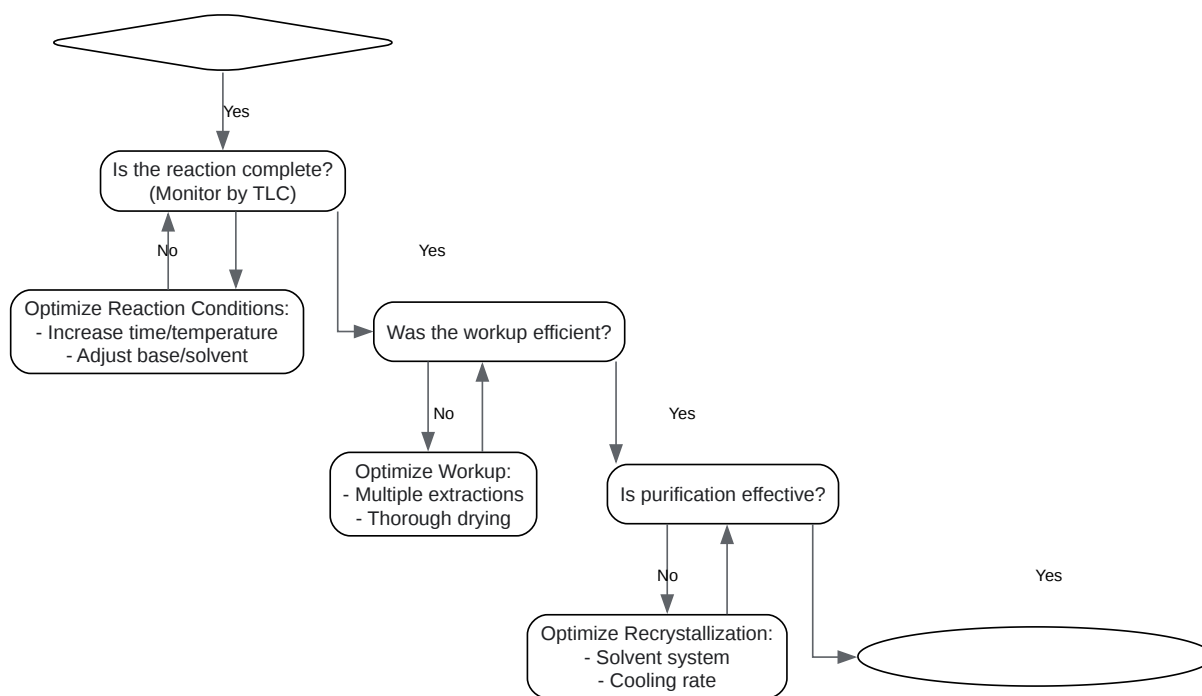 Yes
Is the reaction complete?
(Monitor by TLC)
No
Yes
Optimize Reaction Conditions:
- Increase time/temperature
- Adjust base/solvent
Was the workup efficient?
No
Yes
Optimize Workup:
- Multiple extractions
- Thorough drying
Is purification effective?
No
Yes
Optimize Recrystallization:
- Solvent system
- Cooling rate